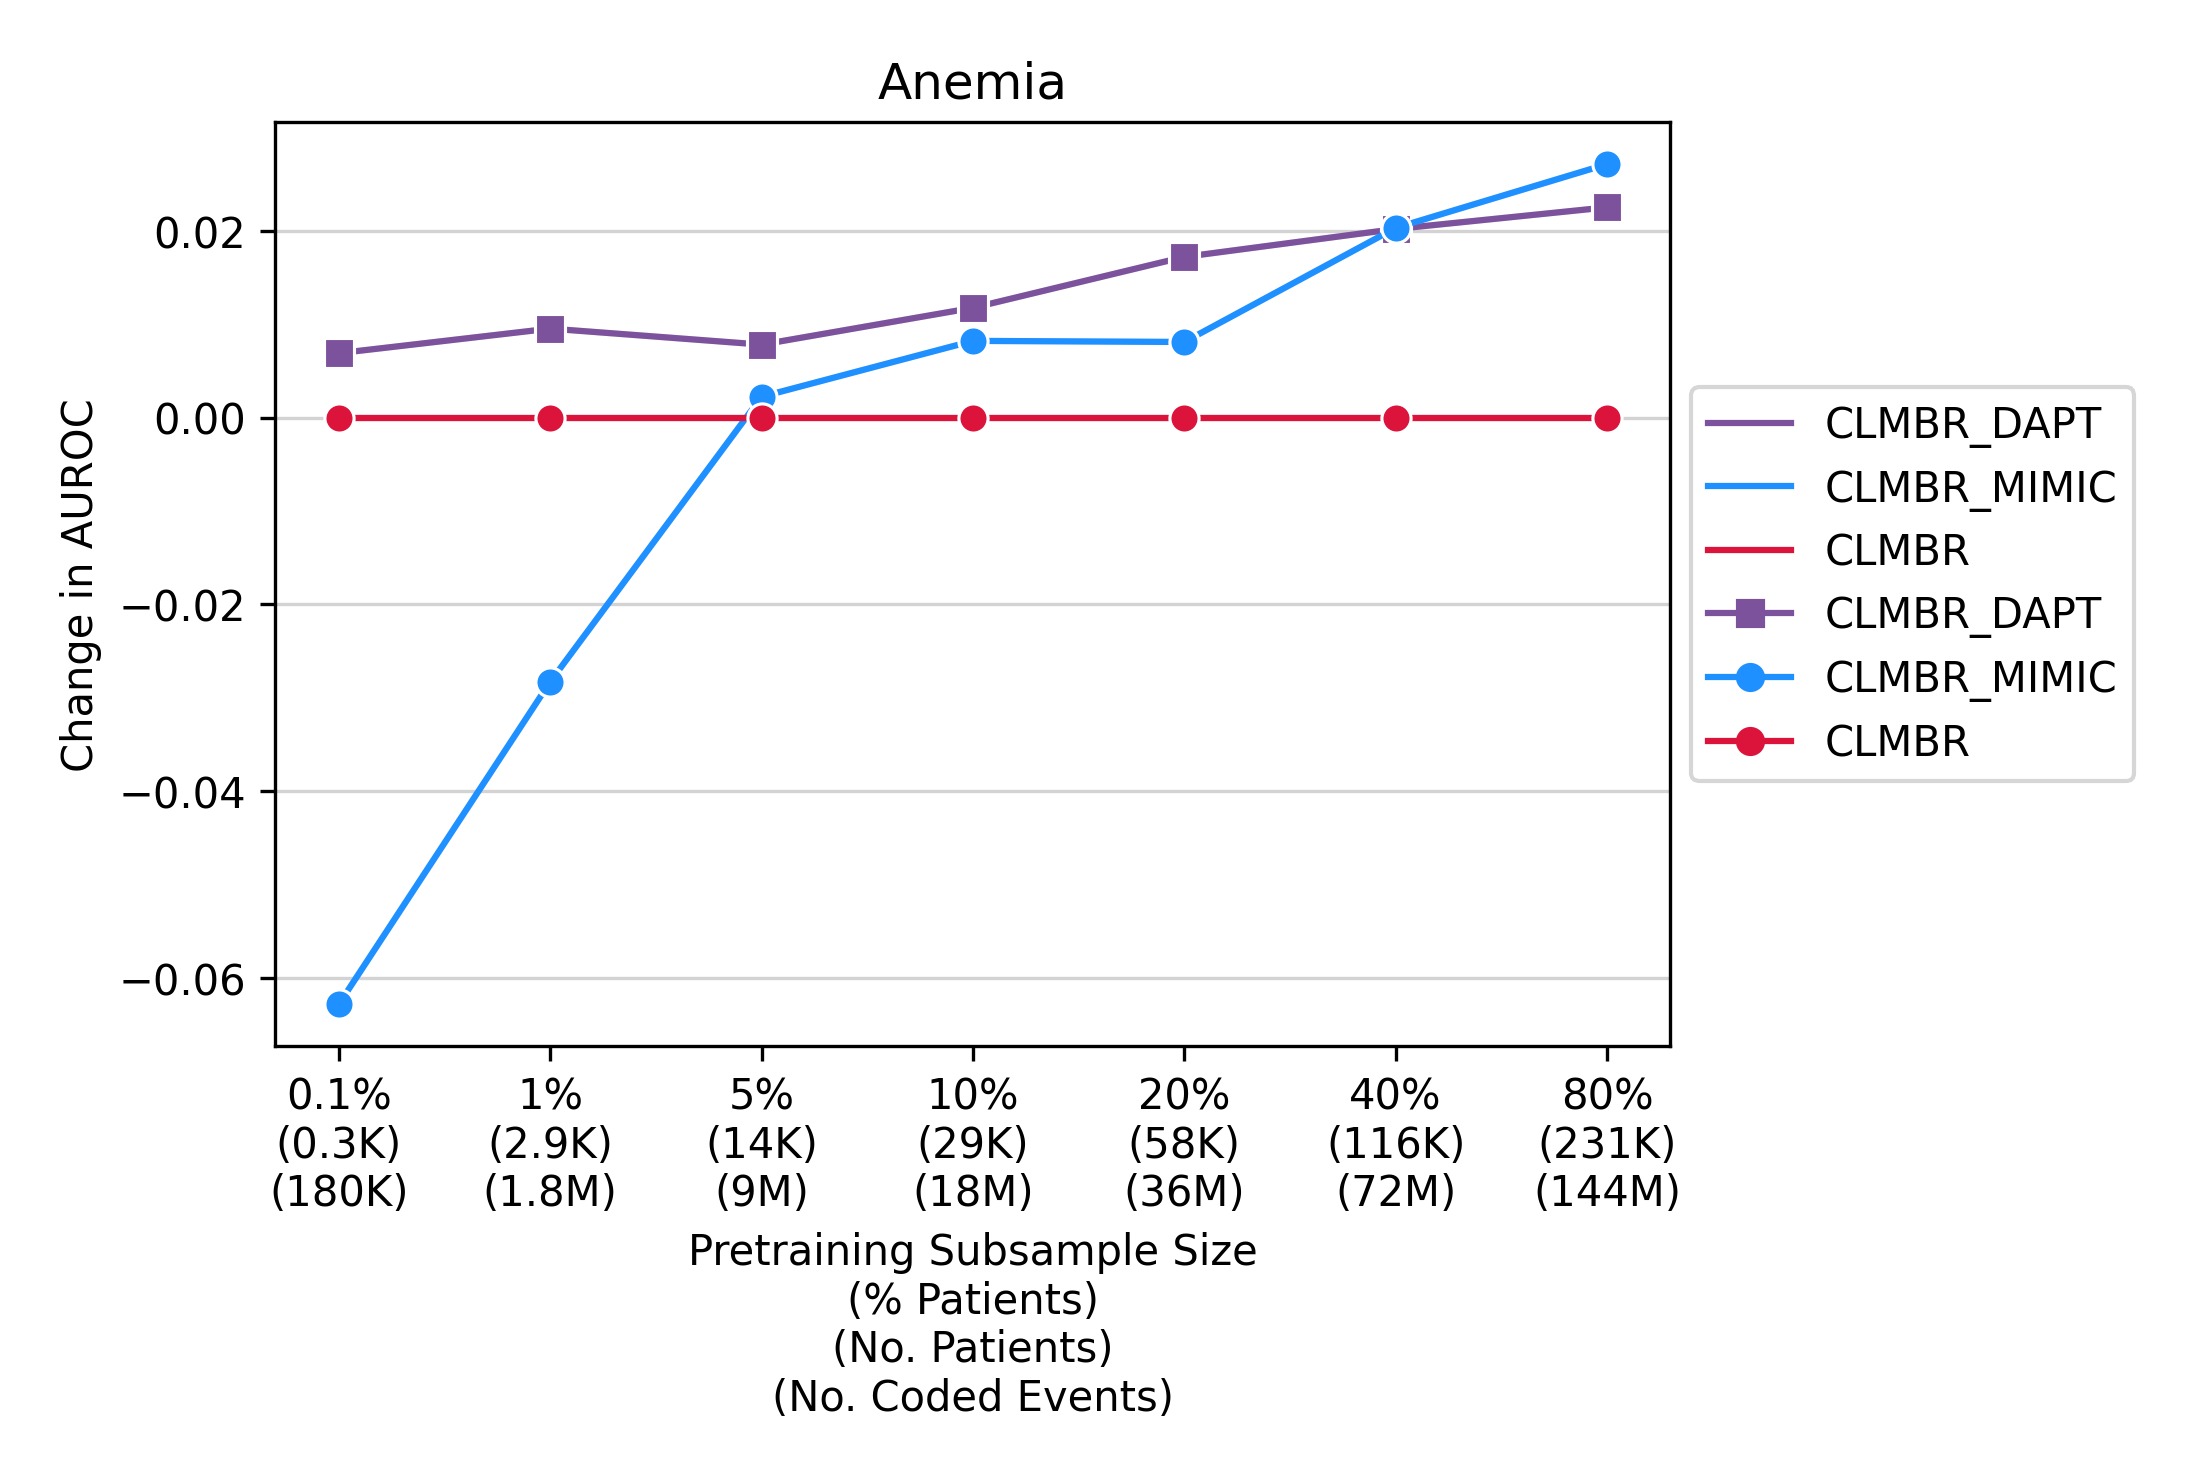 Anemia
Change in AUROC
0.02
0.00
−0.02
−0.04
−0.06
0.1% 1% 5% 10% 20% 40% 80%
(0.3K) (2.9K) (14K) (29K) (58K) (116K) (231K)
(180K) (1.8M) (9M) (18M) (36M) (72M) (144M)
Pretraining Subsample Size
(% Patients)
(No. Patients)
(No. Coded Events)
CLMBR_DAPT
CLMBR_MIMIC
CLMBR
CLMBR_DAPT
CLMBR_MIMIC
CLMBR